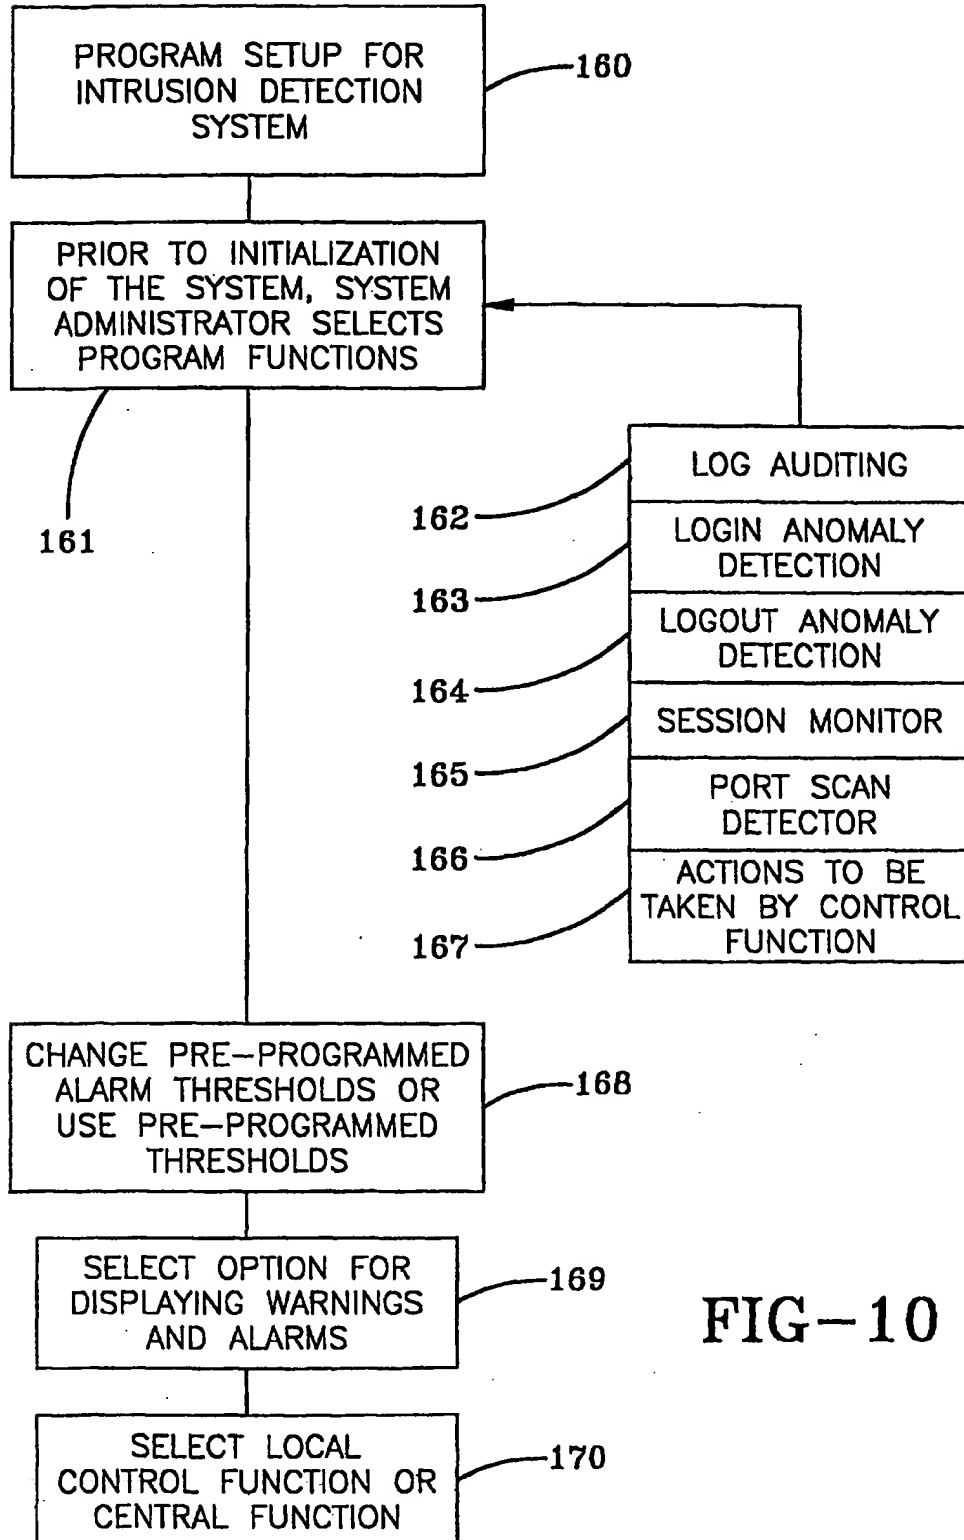 PROGRAM SETUP FOR
INTRUSION DETECTION
SYSTEM
160
PRIOR TO INITIALIZATION
OF THE SYSTEM, SYSTEM
ADMINISTRATOR SELECTS
PROGRAM FUNCTIONS
161
LOG AUDITING
162
LOGIN ANOMALY
DETECTION
163
LOGOUT ANOMALY
DETECTION
164
SESSION MONITOR
165
PORT SCAN
DETECTOR
166
ACTIONS TO BE
TAKEN BY CONTROL
FUNCTION
167
CHANGE PRE-PROGRAMMED
ALARM THRESHOLDS OR
USE PRE-PROGRAMMED
THRESHOLDS
168
SELECT OPTION FOR
DISPLAYING WARNINGS
AND ALARMS
169
SELECT LOCAL
CONTROL FUNCTION OR
CENTRAL FUNCTION
170
FIG-10